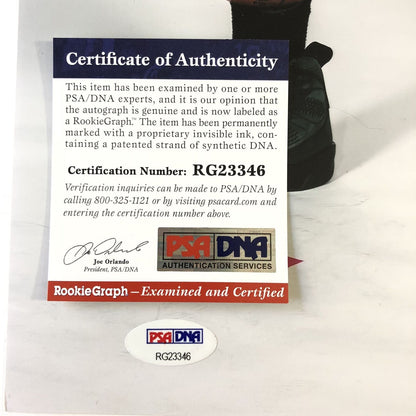 Certificate of Authenticity
This item has been examined by one or more
PSA/DNA experts, and it is our opinion that
the autograph is genuine and is now labeled as
a RookieGraph.™ The item has been permanently
marked with a proprietary invisible ink, con-
taining a patented strand of synthetic DNA.
Certification Number: RG23346
Verification inquiries can be made to PSA/DNA by
calling 800-325-1121 or by visiting psacard.com and
entering the certification number above.
Joe Orlando
President, PSA/DNA
PSA DNA
AUTHENTICATION SERVICES
RookieGraph – Examined and Certified
PSA DNA
RG23346